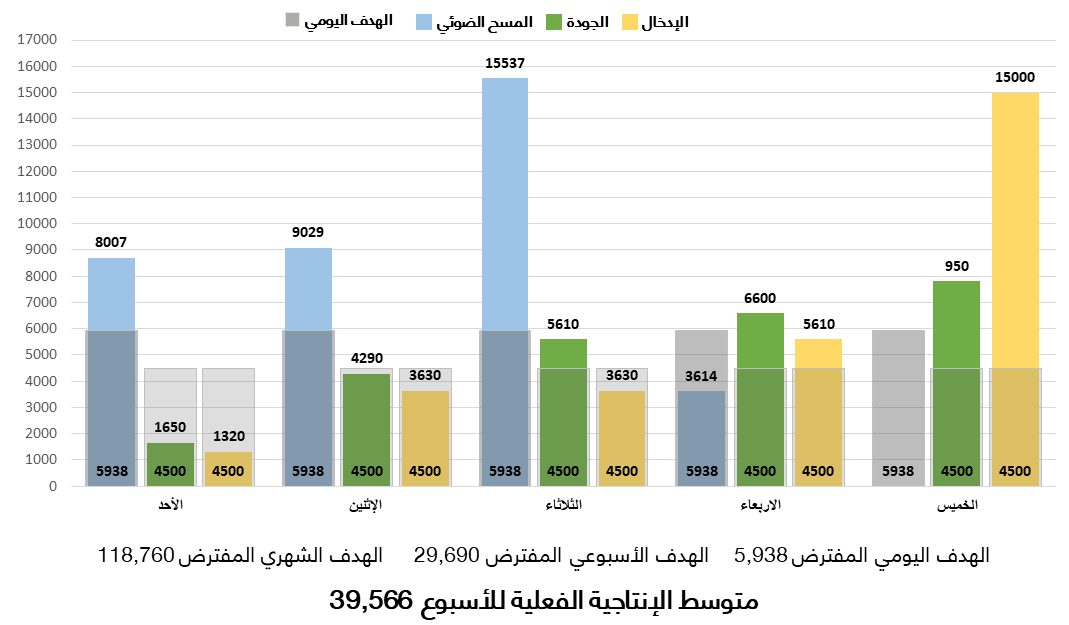 الهدف اليومي المسح الضوئي الجودة الإدخال
17000
16000
15000
14000
13000
12000
11000
10000
9000
8000
7000
6000
5000
4000
3000
2000
1000
0
8007 9029 15537 3614
1650 4290 5610 6600 950
1320 3630 3630 5610 15000
5938 4500 4500 5938 4500 4500 5938 4500 4500 5938 4500 4500 5938 4500 4500
الأحد الإثنين الثلاثاء الاربعاء الخميس
الهدف اليومي المفترض 5,938 الهدف الأسبوعي المفترض 29,690 الهدف الشهري المفترض 118,760
متوسط الإنتاجية الفعلية للأسبوع 39,566